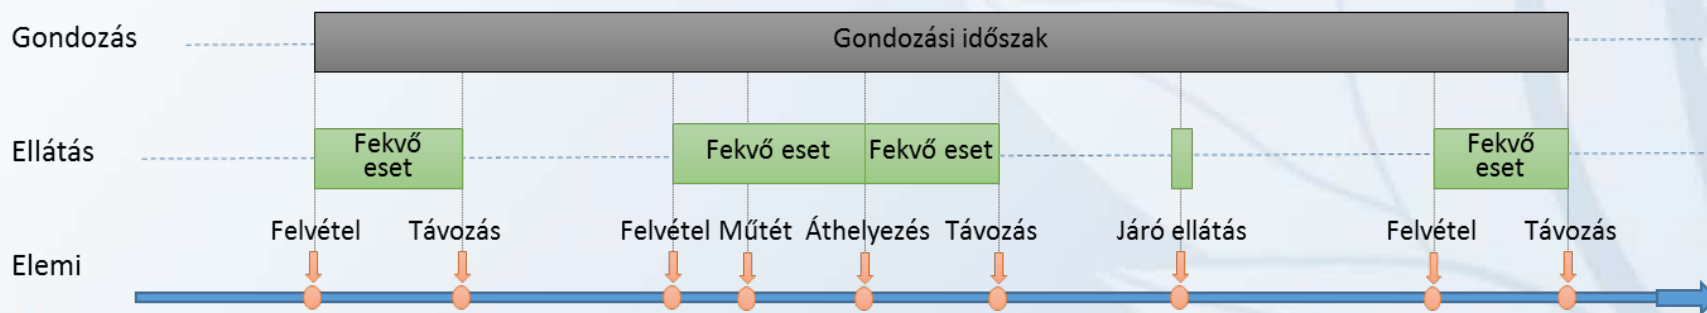 Gondozás
Gondozási időszak
Ellátás
Fekvő
eset
Fekvő eset
Fekvő eset
Fekvő
eset
Felvétel
Távozás
Felvétel
Műtét
Áthelyezés
Távozás
Járó ellátás
Felvétel
Távozás
Elemi